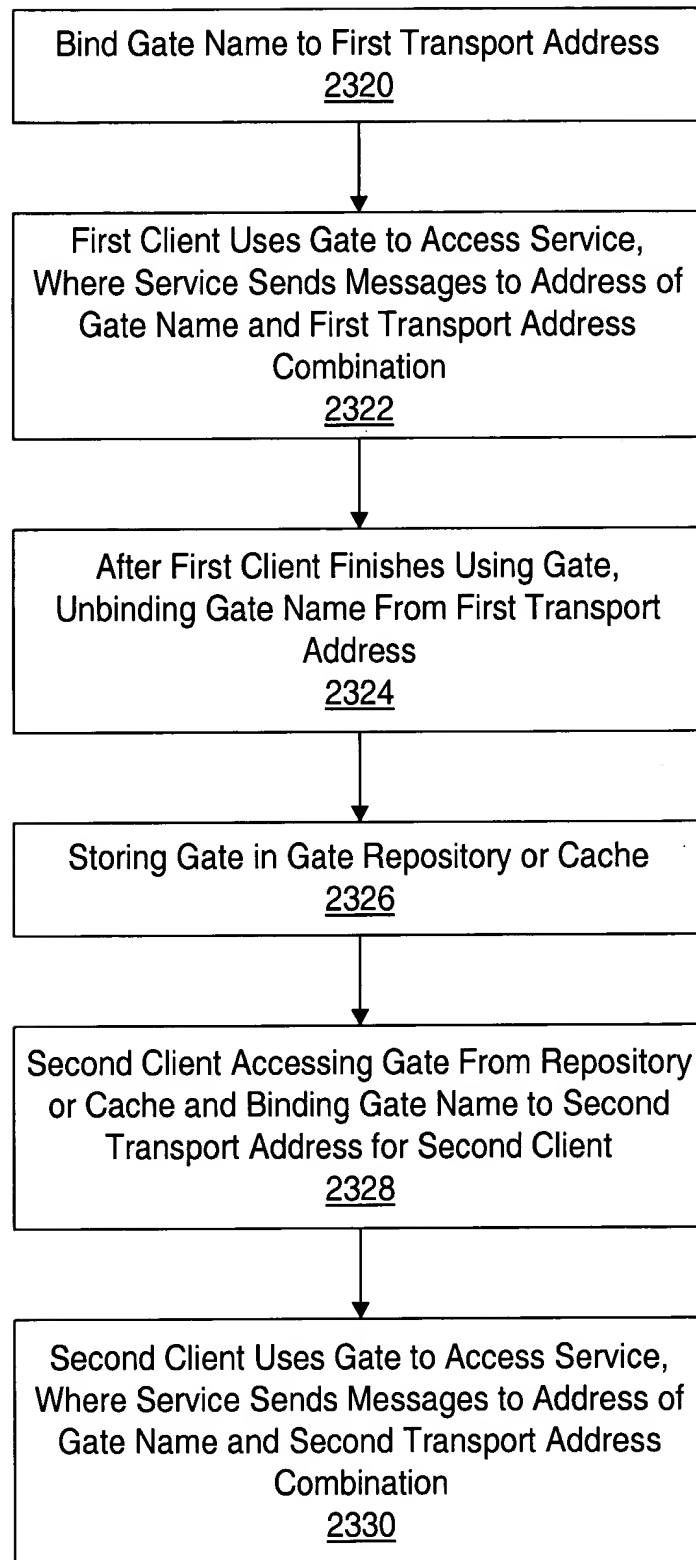 Bind Gate Name to First Transport Address
2320
First Client Uses Gate to Access Service,
Where Service Sends Messages to Address of
Gate Name and First Transport Address
Combination
2322
After First Client Finishes Using Gate,
Unbinding Gate Name From First Transport
Address
2324
Storing Gate in Gate Repository or Cache
2326
Second Client Accessing Gate From Repository
or Cache and Binding Gate Name to Second
Transport Address for Second Client
2328
Second Client Uses Gate to Access Service,
Where Service Sends Messages to Address of
Gate Name and Second Transport Address
Combination
2330